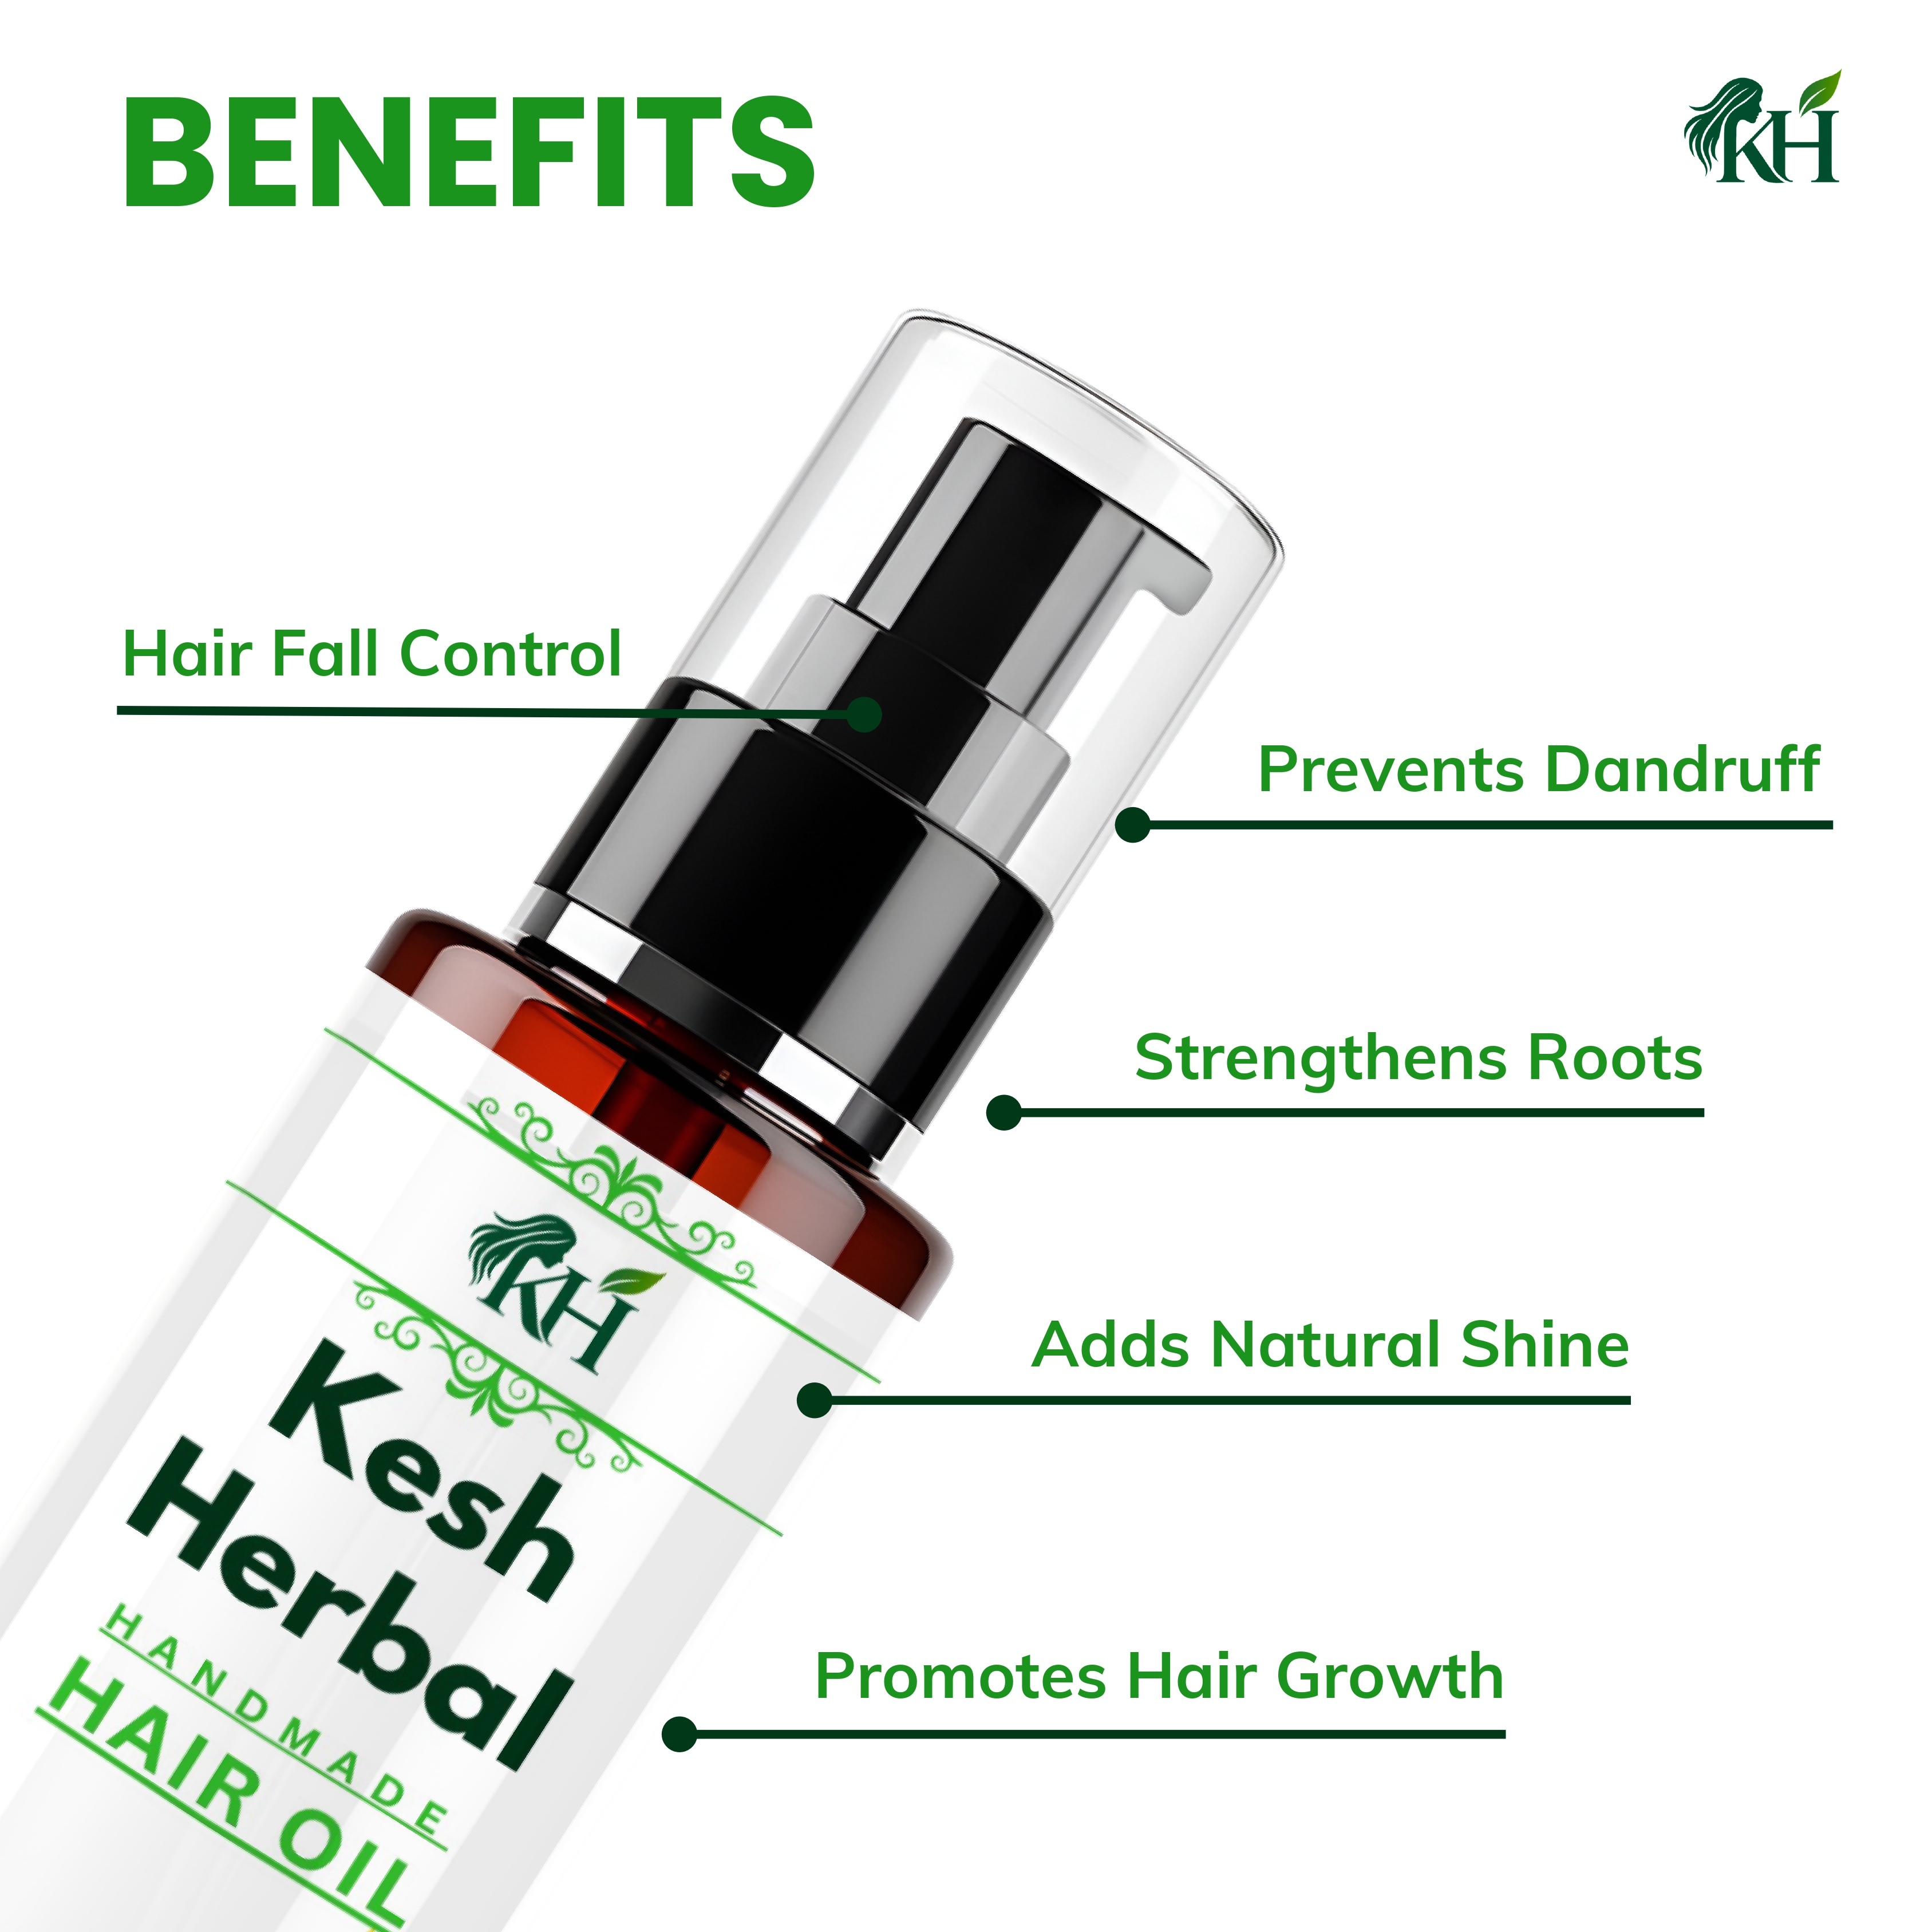 BENEFITS
KH
Hair Fall Control
Prevents Dandruff
Strengthens Roots
Adds Natural Shine
Promotes Hair Growth
KH
Kesh
Herbal
HANDMADE
HAIR OIL